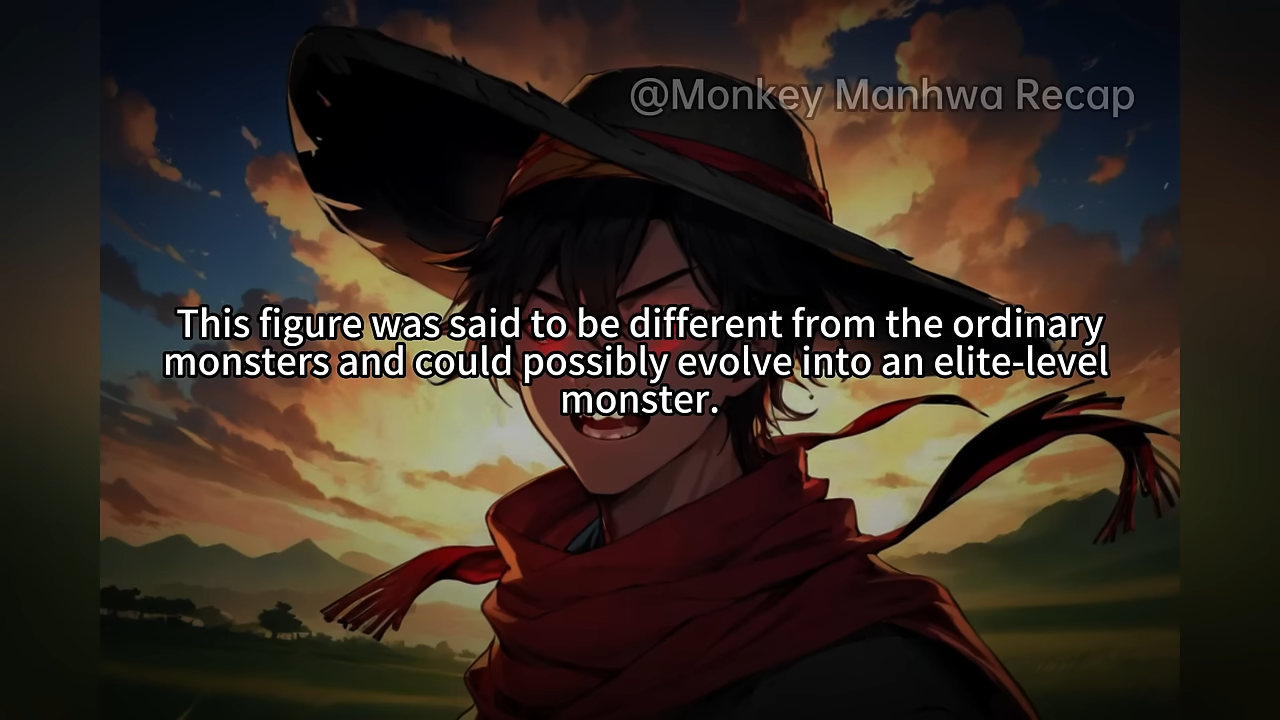 @Monkey Manhwa Recap
This figure was said to be different from the ordinary
monsters and could possibly evolve into an elite-level
monster.